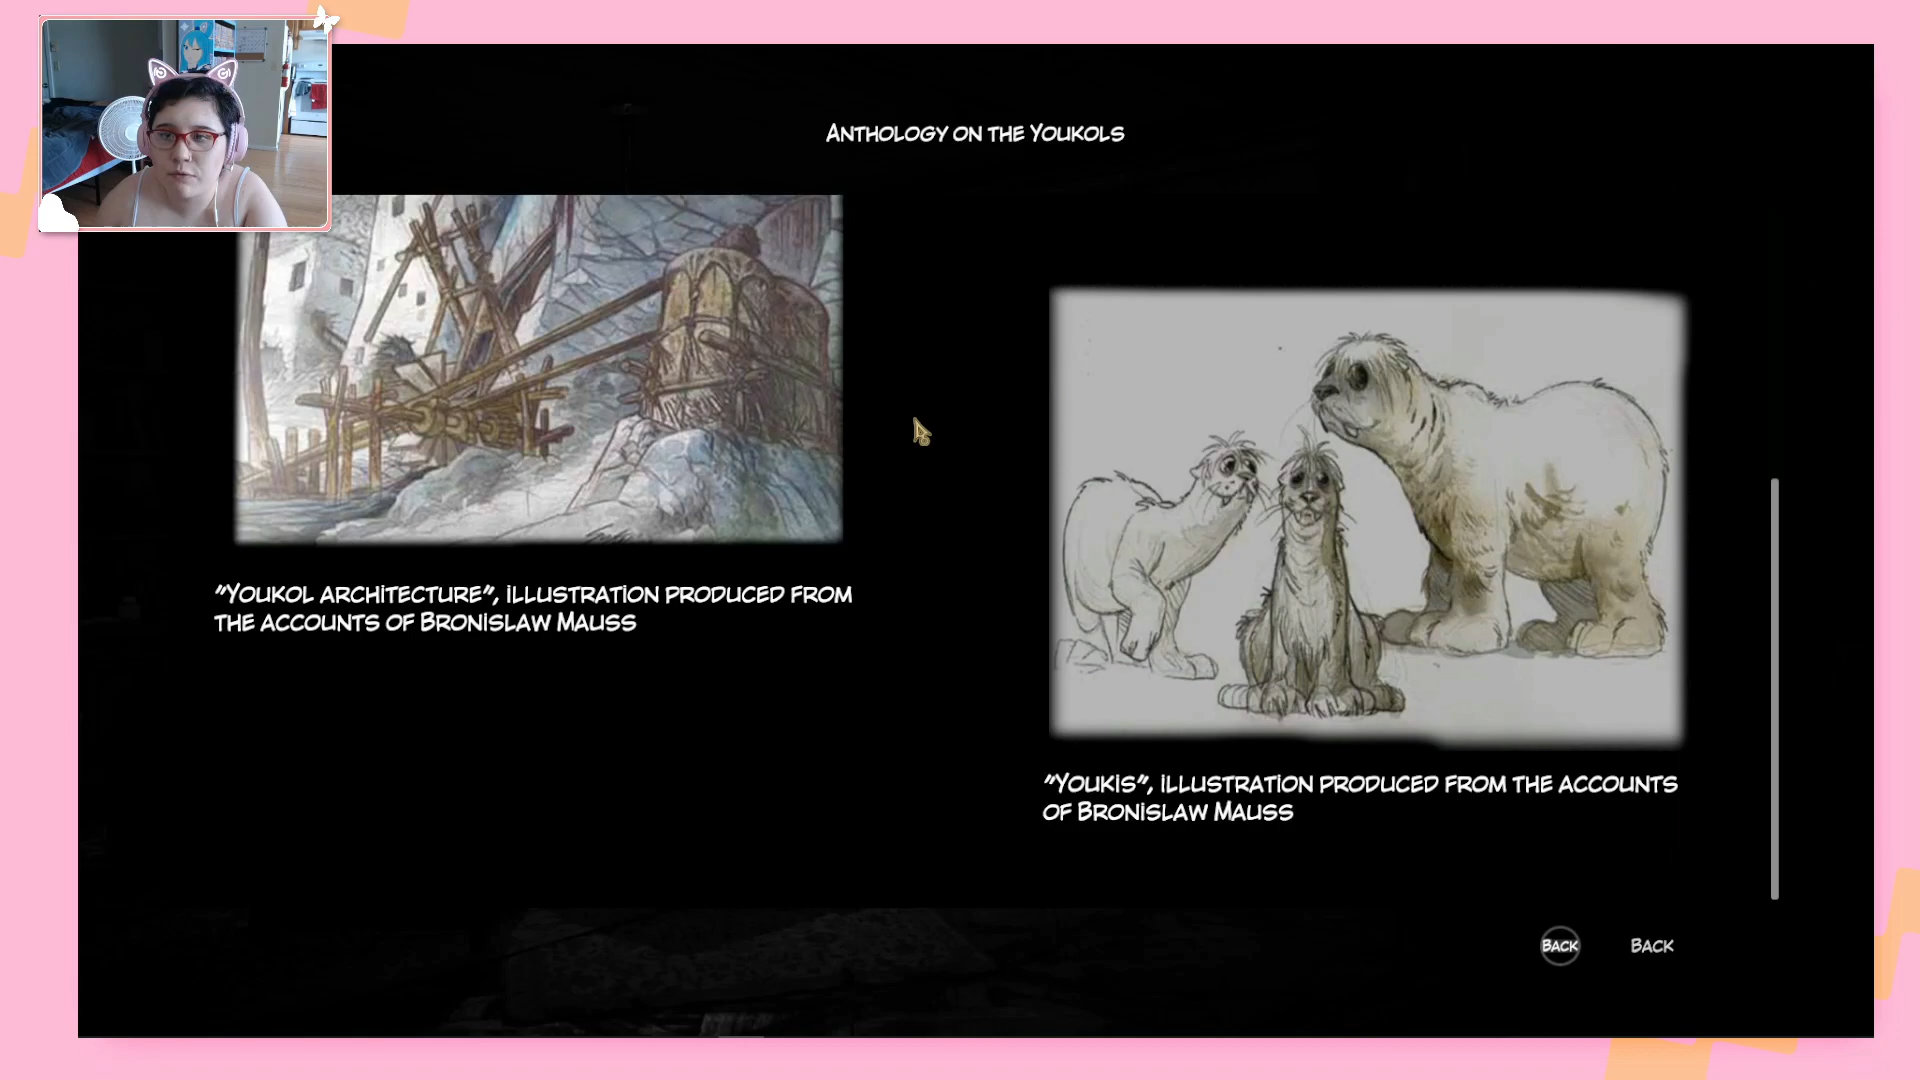 Anthology on the Youkols
"Youkol architecture", illustration produced from
the accounts of Bronislaw Mauss
"Youkis", illustration produced from the accounts
of Bronislaw Mauss
Back
Back